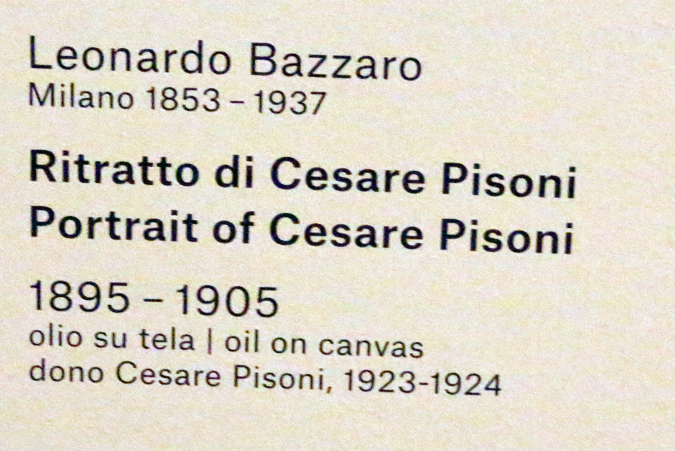 Leonardo Bazzaro
Milano 1853 – 1937
Ritratto di Cesare Pisoni
Portrait of Cesare Pisoni
1895 – 1905
olio su tela | oil on canvas
dono Cesare Pisoni, 1923-1924